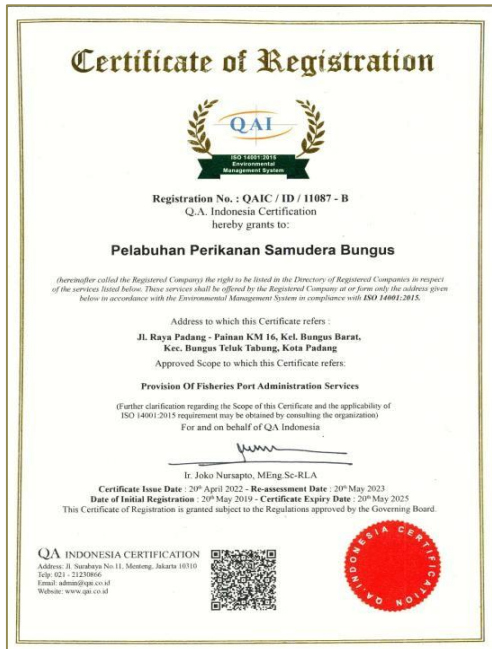 Certificate of Registration
QAI
ISO 14001:2015
Environmental
Management System
Registration No. : QAIC / ID / 11087 - B
Q.A. Indonesia Certification
hereby grants to:
Pelabuhan Perikanan Samudera Bungus
(hereinafter called the Registered Company) the right to be listed in the Directory of Registered Companies in respect
of the services listed below. These services shall be offered by the Registered Company at or form only the address given
below in accordance with the Environmental Management System in compliance with ISO 14001:2015.
Address to which this Certificate refers :
Jl. Raya Padang - Painan KM 16, Kel. Bungus Barat,
Kec. Bungus Teluk Tabung, Kota Padang
Approved Scope to which this Certificate refers:
Provision Of Fisheries Port Administration Services
(Further clarification regarding the Scope of this Certificate and the applicability of
ISO 14001:2015 requirement may be obtained by consulting the organization)
For and on behalf of QA Indonesia
Ir. Joko Nursapto, MEng.Sc-RLA
Certificate Issue Date : 20th April 2022 - Re-assessment Date : 20th May 2023
Date of Initial Registration : 20th May 2019 - Certificate Expiry Date : 20th May 2025
This Certificate of Registration is granted subject to the Regulations approved by the Governing Board.
QA INDONESIA CERTIFICATION
Address: Jl. Surabaya No.11, Menteng, Jakarta 10310
Telp: 021 - 21230866
Email: admin@qai.co.id
Website: www.qai.co.id
QA INDONESIA CERTIFICATION